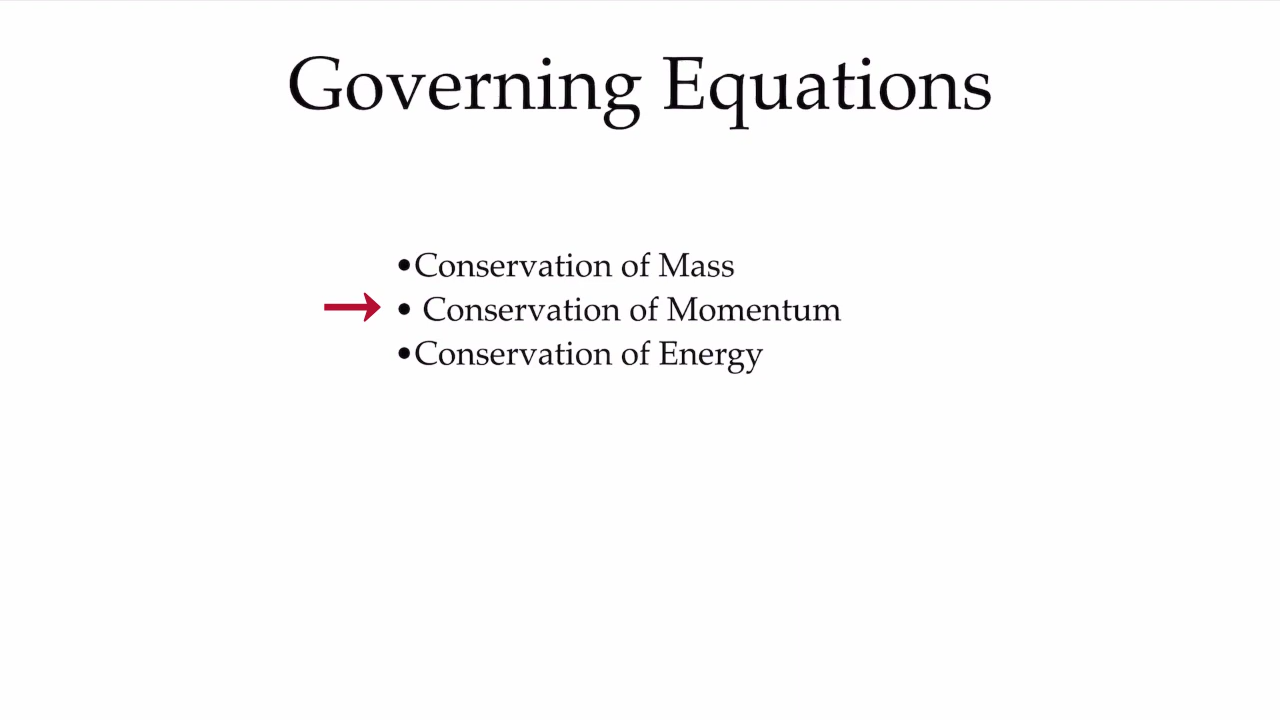 Governing Equations
•Conservation of Mass
• Conservation of Momentum
•Conservation of Energy